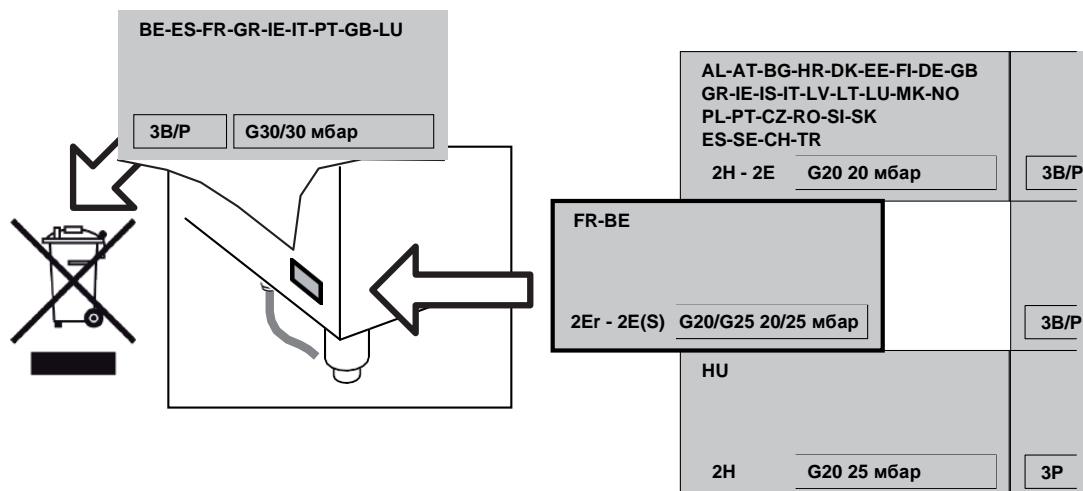 BE-ES-FR-GR-IE-IT-PT-GB-LU
3B/P G30/30 мбар
AL-AT-BG-HR-DK-EE-FI-DE-GB
GR-IE-IS-IT-LV-LT-LU-MK-NO
PL-PT-CZ-RO-SI-SK
ES-SE-CH-TR
2H - 2E G20 20 мбар
3B/P
FR-BE
2Er - 2E(S) G20/G25 20/25 мбар
3B/P
HU
2H G20 25 мбар
3P